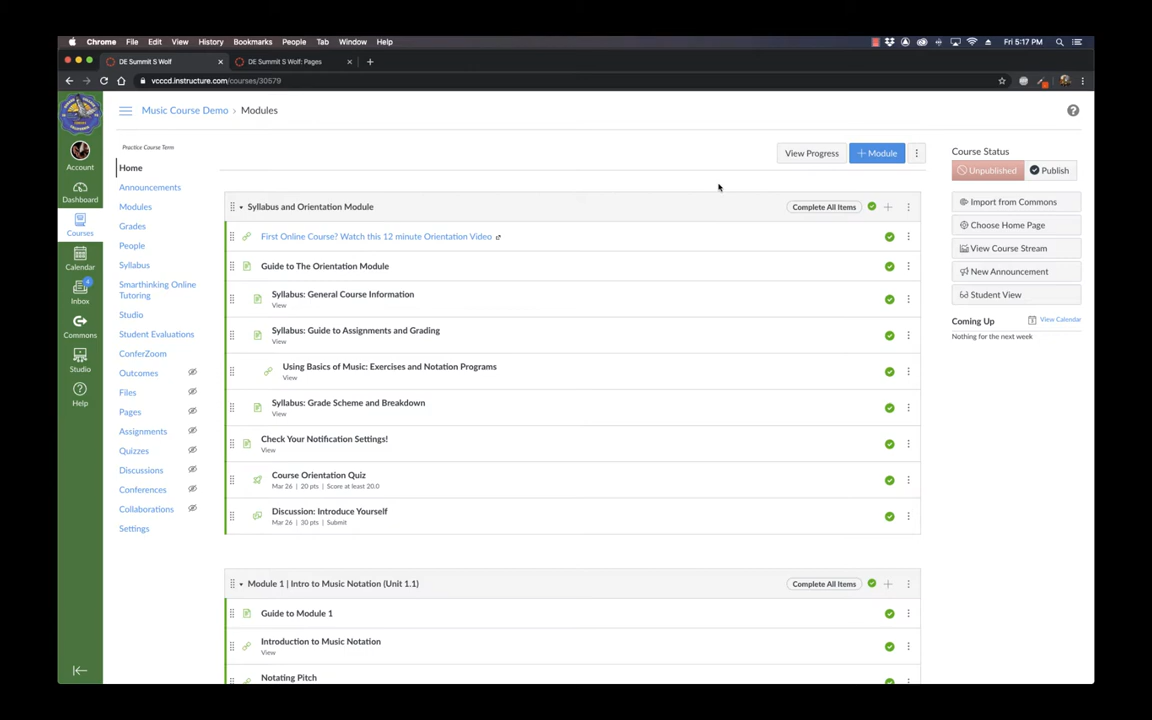 Chrome File Edit View History Bookmarks People Tab Window Help Fri 5:17 PM
DE Summit S Wolf DE Summit S Wolf: Pages
vcccd.instructure.com/courses/30579
Music Course Demo › Modules
Practice Course Term
View Progress + Module
Course Status
Unpublished Publish
Import from Commons
Choose Home Page
View Course Stream
New Announcement
Student View
Coming Up View Calendar
Nothing for the next week
Account
Dashboard
Courses
Calendar
4
Inbox
Commons
Studio
Help
Home
Announcements
Modules
Grades
People
Syllabus
Smarthinking Online
Tutoring
Studio
Student Evaluations
ConferZoom
Outcomes
Files
Pages
Assignments
Quizzes
Discussions
Conferences
Collaborations
Settings
Syllabus and Orientation Module Complete All Items
First Online Course? Watch this 12 minute Orientation Video
Guide to The Orientation Module
Syllabus: General Course Information
View
Syllabus: Guide to Assignments and Grading
View
Using Basics of Music: Exercises and Notation Programs
View
Syllabus: Grade Scheme and Breakdown
View
Check Your Notification Settings!
View
Course Orientation Quiz
Mar 26 | 20 pts | Score at least 20.0
Discussion: Introduce Yourself
Mar 26 | 30 pts | Submit
Module 1 | Intro to Music Notation (Unit 1.1) Complete All Items
Guide to Module 1
Introduction to Music Notation
View
Notating Pitch